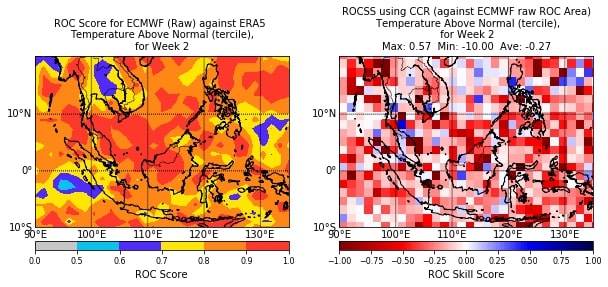 ROC Score for ECMWF (Raw) against ERA5
Temperature Above Normal (tercile),
for Week 2
10°N
0°
10°S
90°E 100°E 110°E 120°E 130°E
0.0 0.5 0.6 0.7 0.8 0.9 1.0
ROC Score
ROCSS using CCR (against ECMWF raw ROC Area)
Temperature Above Normal (tercile),
for Week 2
Max: 0.57 Min: -10.00 Ave: -0.27
10°N
0°
10°S
90°E 100°E 110°E 120°E 130°E
−1.00 −0.75 −0.50 −0.25 0.00 0.25 0.50 0.75 1.00
ROC Skill Score